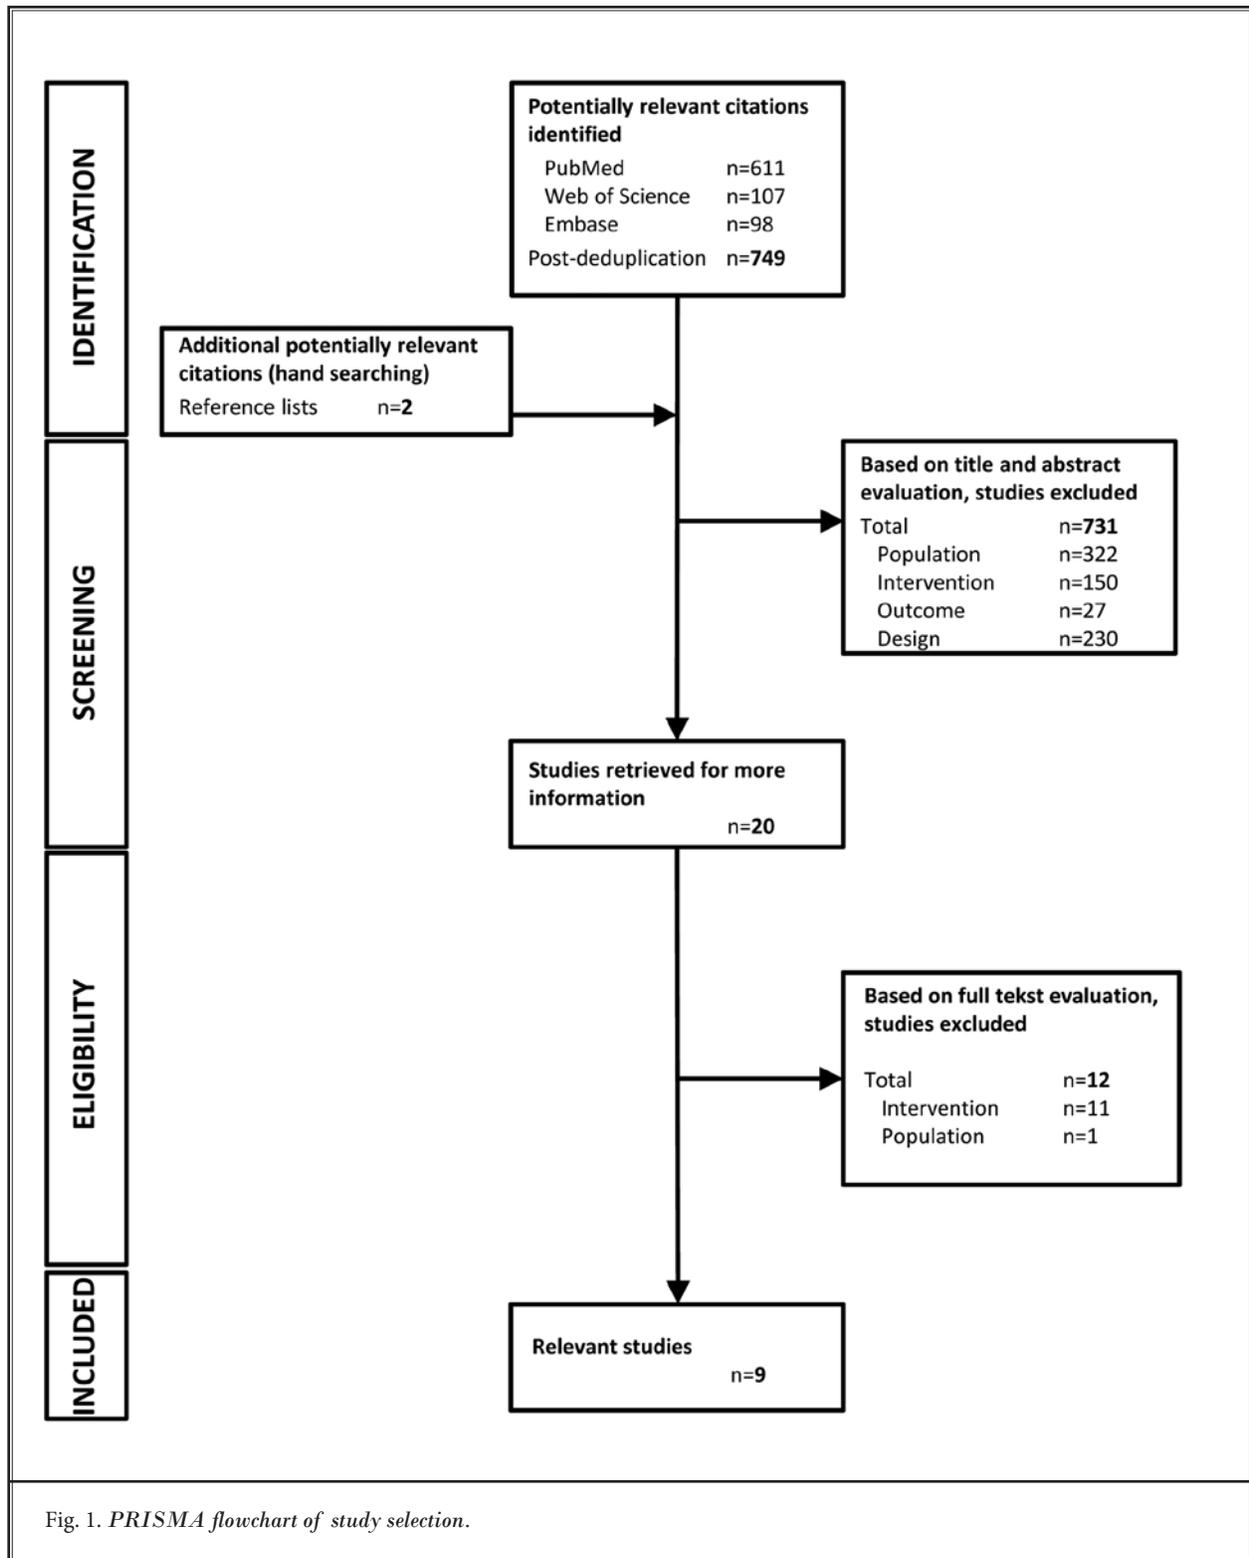 IDENTIFICATION
Potentially relevant citations
identified
PubMed n=611
Web of Science n=107
Embase n=98
Post-deduplication n=749
Additional potentially relevant
citations (hand searching)
Reference lists n=2
SCREENING
Based on title and abstract
evaluation, studies excluded
Total n=731
Population n=322
Intervention n=150
Outcome n=27
Design n=230
Studies retrieved for more
information
n=20
ELIGIBILITY
Based on full tekst evaluation,
studies excluded
Total n=12
Intervention n=11
Population n=1
INCLUDED
Relevant studies
n=9
Fig. 1. PRISMA flowchart of study selection.